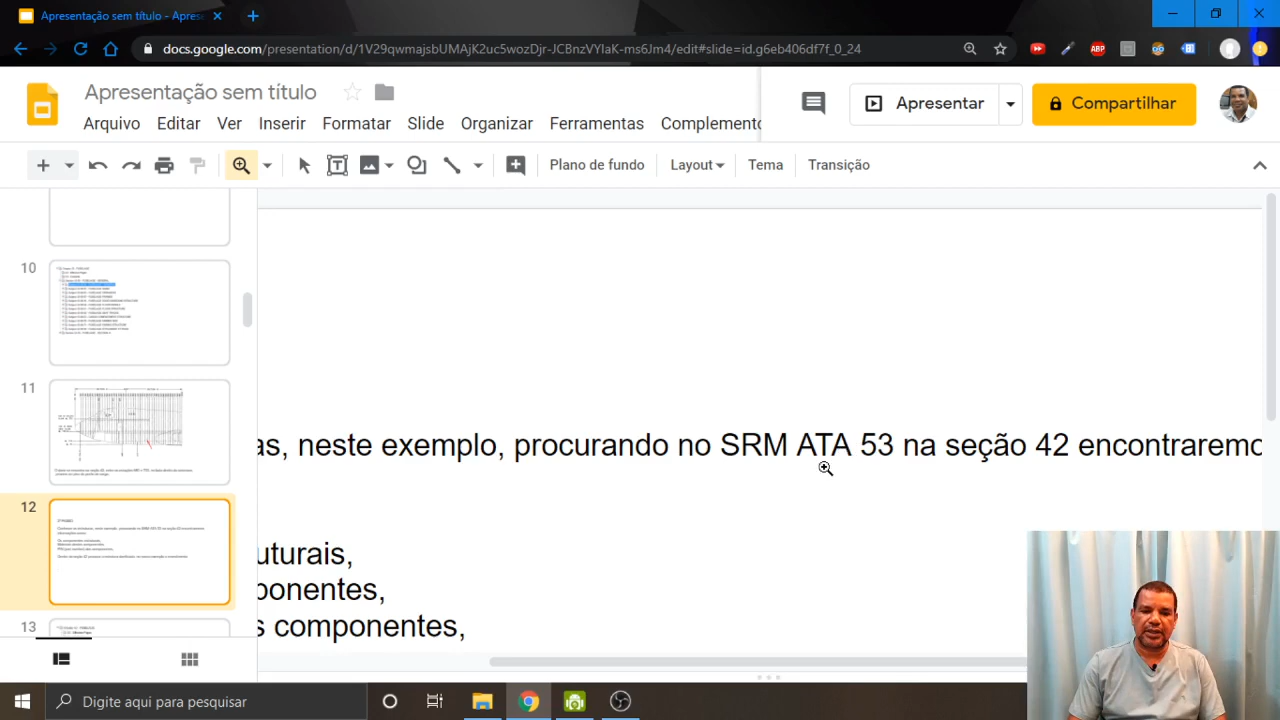 Apresentação sem título - Aprese
docs.google.com/presentation/d/1V29qwmajsbUMAjK2uc5wozDjr-JCBnzVYlaK-ms6Jm4/edit#slide=id.g6eb406df7f_0_24
ABP
Apresentação sem título
Apresentar
Compartilhar
Arquivo Editar Ver Inserir Formatar Slide Organizar Ferramentas Complemento
Plano de fundo Layout Tema Transição
10
11
12
13
as, neste exemplo, procurando no SRM ATA 53 na seção 42 encontraremo
uturais,
ponentes,
s componentes,
Digite aqui para pesquisar